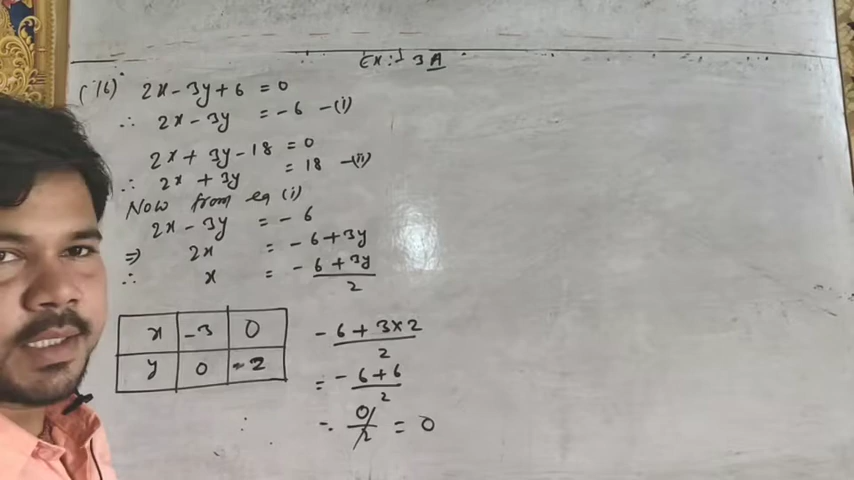 Ex:- 3A
(16) 2x - 3y + 6 = 0
∴ 2x - 3y = - 6 -(i)
2x + 3y - 18 = 0
∴ 2x + 3y = 18 -(ii)
Now from eq (i)
2x - 3y = - 6
⇒ 2x = - 6 + 3y
∴ x = - 6 + 3y / 2
x -3 0
y 0 2
- 6 + 3×2 / 2
= - 6 + 6 / 2
= 0/2 = 0